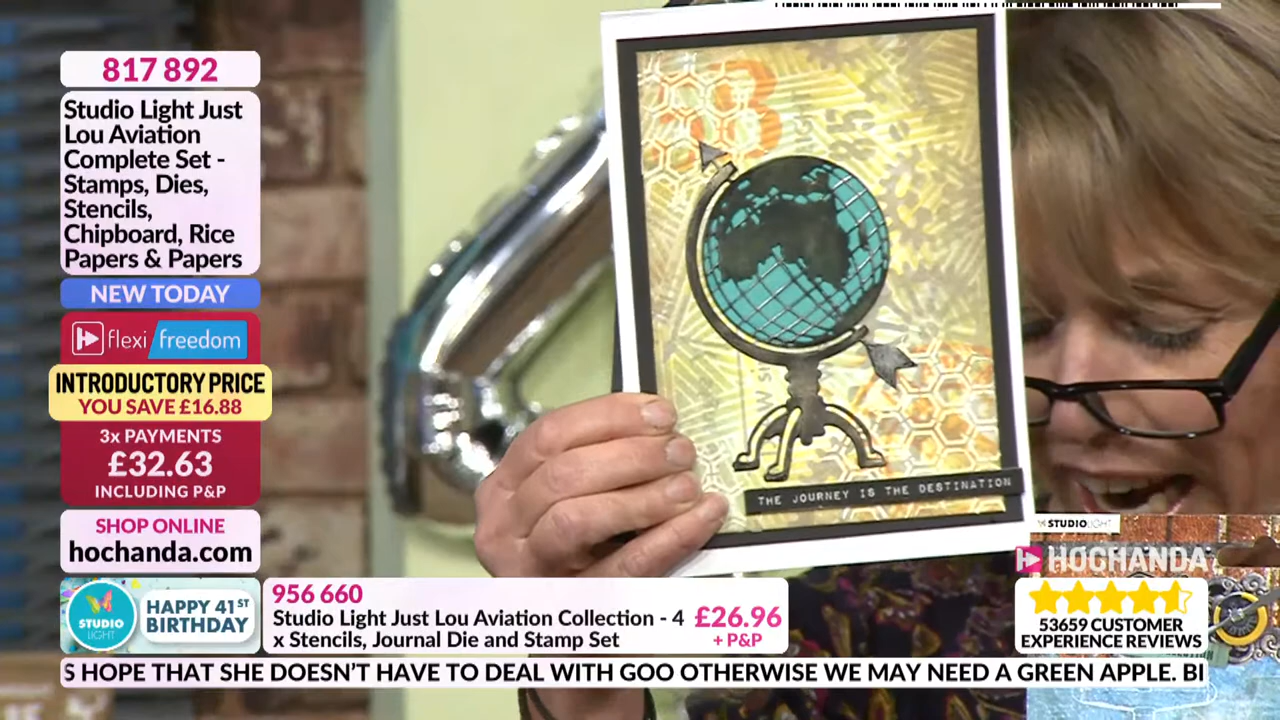 817 892
Studio Light Just
Lou Aviation
Complete Set -
Stamps, Dies,
Stencils,
Chipboard, Rice
Papers & Papers
NEW TODAY
flexi freedom
INTRODUCTORY PRICE
YOU SAVE £16.88
3x PAYMENTS
£32.63
INCLUDING P&P
SHOP ONLINE
hochanda.com
STUDIO
LIGHT
HAPPY 41ST
BIRTHDAY
956 660
Studio Light Just Lou Aviation Collection - 4
x Stencils, Journal Die and Stamp Set
£26.96
+ P&P
THE JOURNEY IS THE DESTINATION
STUDIOLIGHT
HOCHANDA
53659 CUSTOMER
EXPERIENCE REVIEWS
S HOPE THAT SHE DOESN'T HAVE TO DEAL WITH GOO OTHERWISE WE MAY NEED A GREEN APPLE. BI